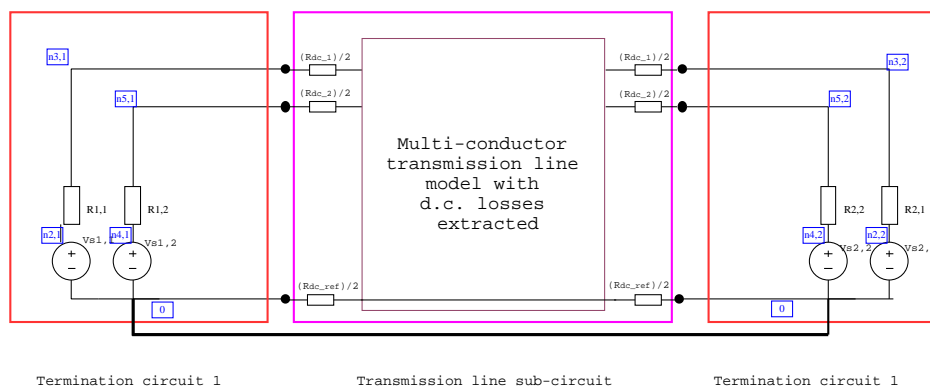 (Rdc_1)/2
(Rdc_1)/2
n3,1
n3,2
(Rdc_2)/2
(Rdc_2)/2
n5,1
n5,2
Multi-conductor
transmission line
model with
d.c. losses
extracted
R1,1
R1,2
R2,2
R2,1
n2,1
n4,1
n4,2
n2,2
Vs1,2
Vs2,2
Vs2,
(Rdc_ref)/2
(Rdc_ref)/2
0
0
Termination circuit 1
Transmission line sub-circuit
Termination circuit 1